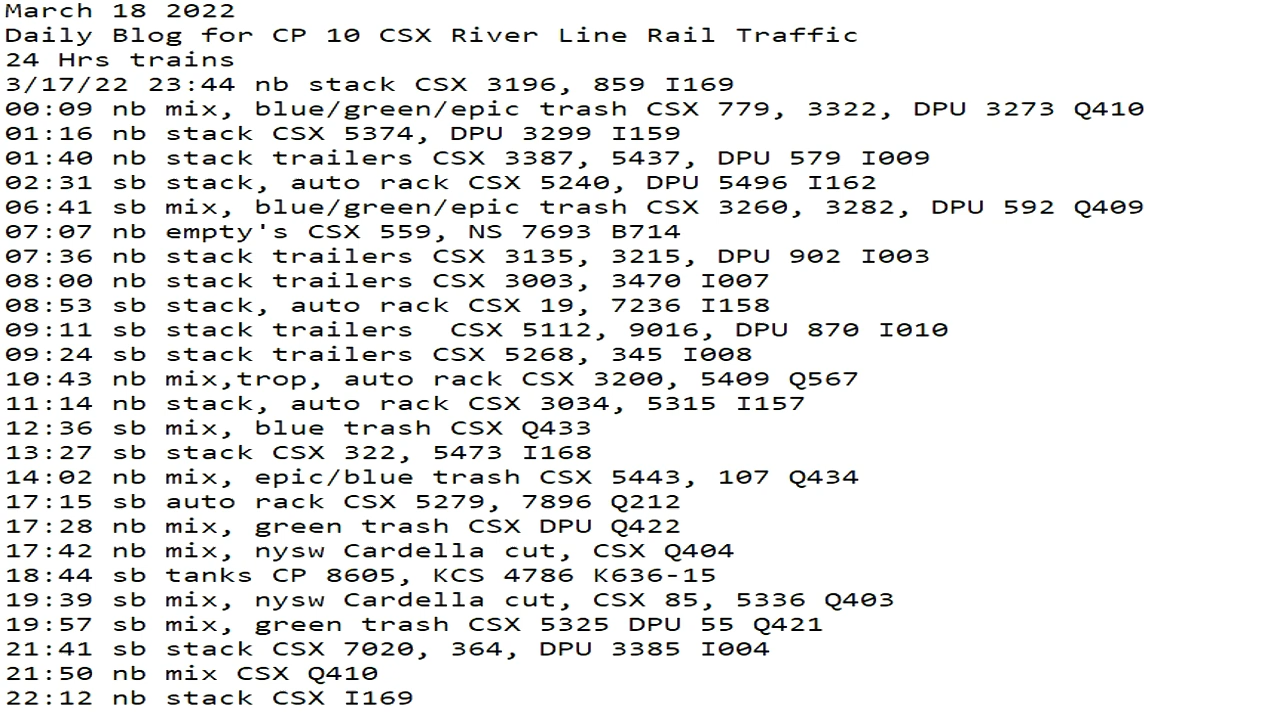 March 18 2022
Daily Blog for CP 10 CSX River Line Rail Traffic
24 Hrs trains
3/17/22 23:44 nb stack CSX 3196, 859 I169
00:09 nb mix, blue/green/epic trash CSX 779, 3322, DPU 3273 Q410
01:16 nb stack CSX 5374, DPU 3299 I159
01:40 nb stack trailers CSX 3387, 5437, DPU 579 I009
02:31 sb stack, auto rack CSX 5240, DPU 5496 I162
06:41 sb mix, blue/green/epic trash CSX 3260, 3282, DPU 592 Q409
07:07 nb empty's CSX 559, NS 7693 B714
07:36 nb stack trailers CSX 3135, 3215, DPU 902 I003
08:00 nb stack trailers CSX 3003, 3470 I007
08:53 sb stack, auto rack CSX 19, 7236 I158
09:11 sb stack trailers  CSX 5112, 9016, DPU 870 I010
09:24 sb stack trailers CSX 5268, 345 I008
10:43 nb mix,trop, auto rack CSX 3200, 5409 Q567
11:14 nb stack, auto rack CSX 3034, 5315 I157
12:36 sb mix, blue trash CSX Q433
13:27 sb stack CSX 322, 5473 I168
14:02 nb mix, epic/blue trash CSX 5443, 107 Q434
17:15 sb auto rack CSX 5279, 7896 Q212
17:28 nb mix, green trash CSX DPU Q422
17:42 nb mix, nysw Cardella cut, CSX Q404
18:44 sb tanks CP 8605, KCS 4786 K636-15
19:39 sb mix, nysw Cardella cut, CSX 85, 5336 Q403
19:57 sb mix, green trash CSX 5325 DPU 55 Q421
21:41 sb stack CSX 7020, 364, DPU 3385 I004
21:50 nb mix CSX Q410
22:12 nb stack CSX I169